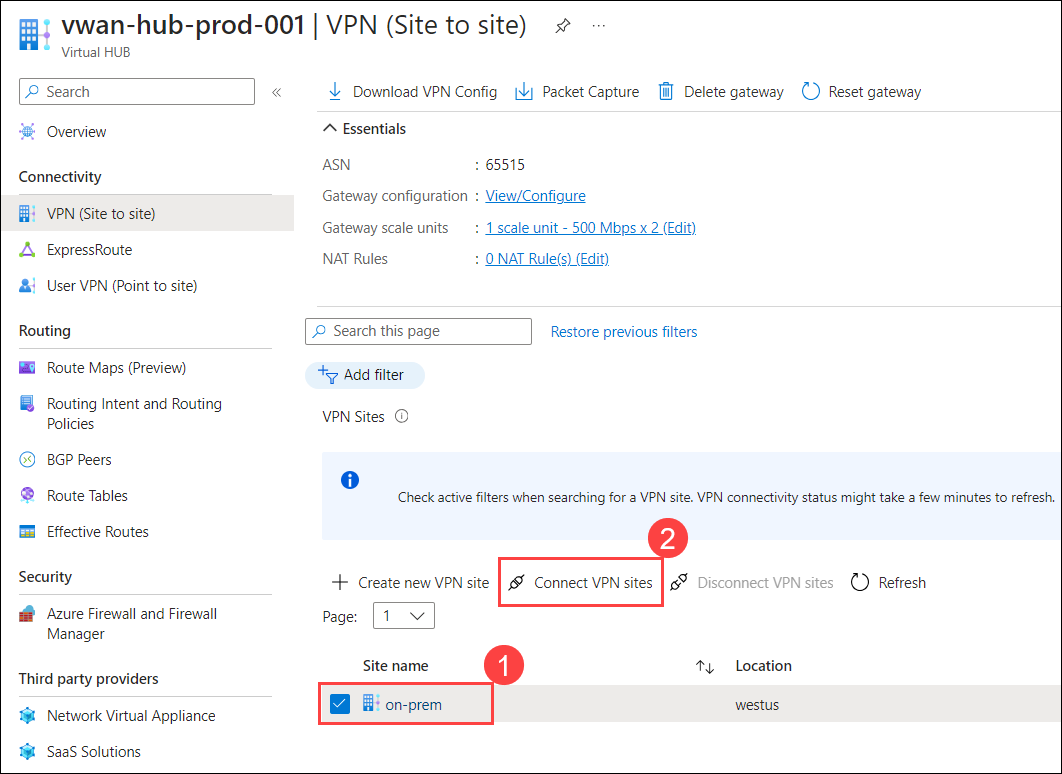 vwan-hub-prod-001 | VPN (Site to site)
Virtual HUB
Search
«
Overview
Connectivity
VPN (Site to site)
ExpressRoute
User VPN (Point to site)
Routing
Route Maps (Preview)
Routing Intent and Routing
Policies
BGP Peers
Route Tables
Effective Routes
Security
Azure Firewall and Firewall
Manager
Third party providers
Network Virtual Appliance
SaaS Solutions
Download VPN Config Packet Capture Delete gateway Reset gateway
Essentials
ASN : 65515
Gateway configuration : View/Configure
Gateway scale units : 1 scale unit - 500 Mbps x 2 (Edit)
NAT Rules : 0 NAT Rule(s) (Edit)
Search this page Restore previous filters
Add filter
VPN Sites
Check active filters when searching for a VPN site. VPN connectivity status might take a few minutes to refresh.
2
Create new VPN site Connect VPN sites Disconnect VPN sites Refresh
Page: 1
Site name Location
1
on-prem westus